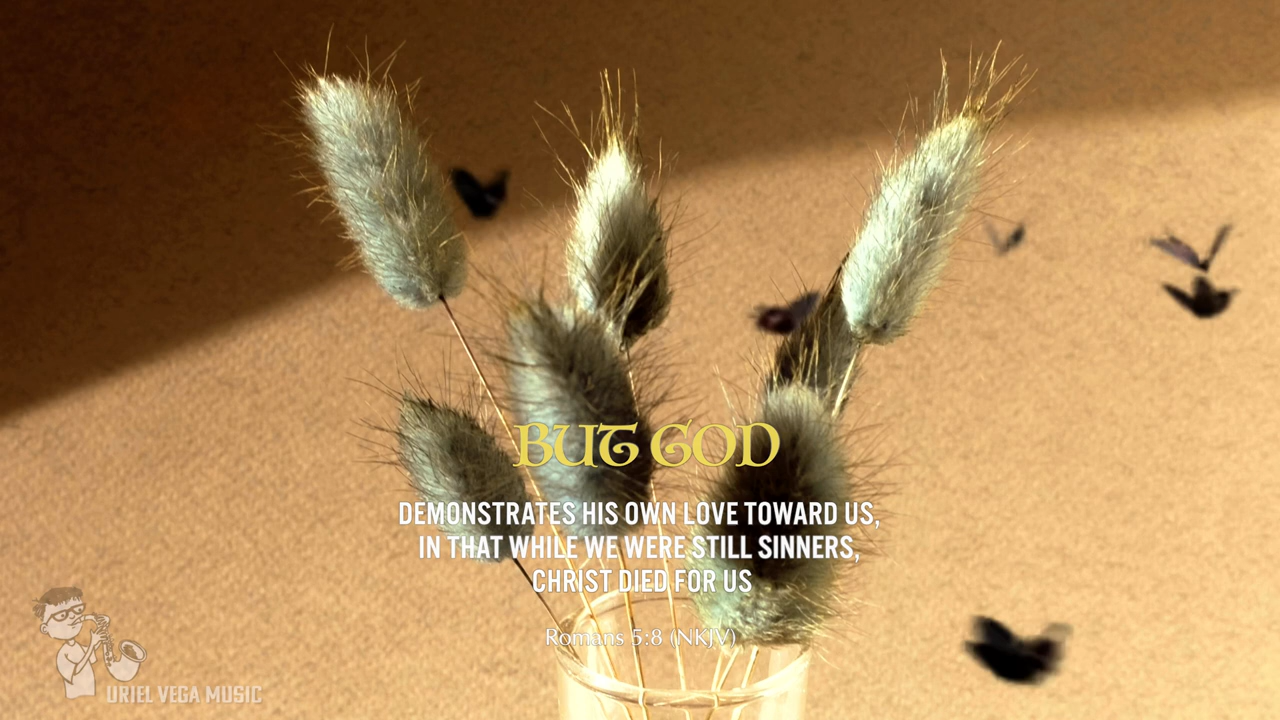 BUT GOD
DEMONSTRATES HIS OWN LOVE TOWARD US,
IN THAT WHILE WE WERE STILL SINNERS,
CHRIST DIED FOR US
Romans 5:8 (NKJV)
URIEL VEGA MUSIC